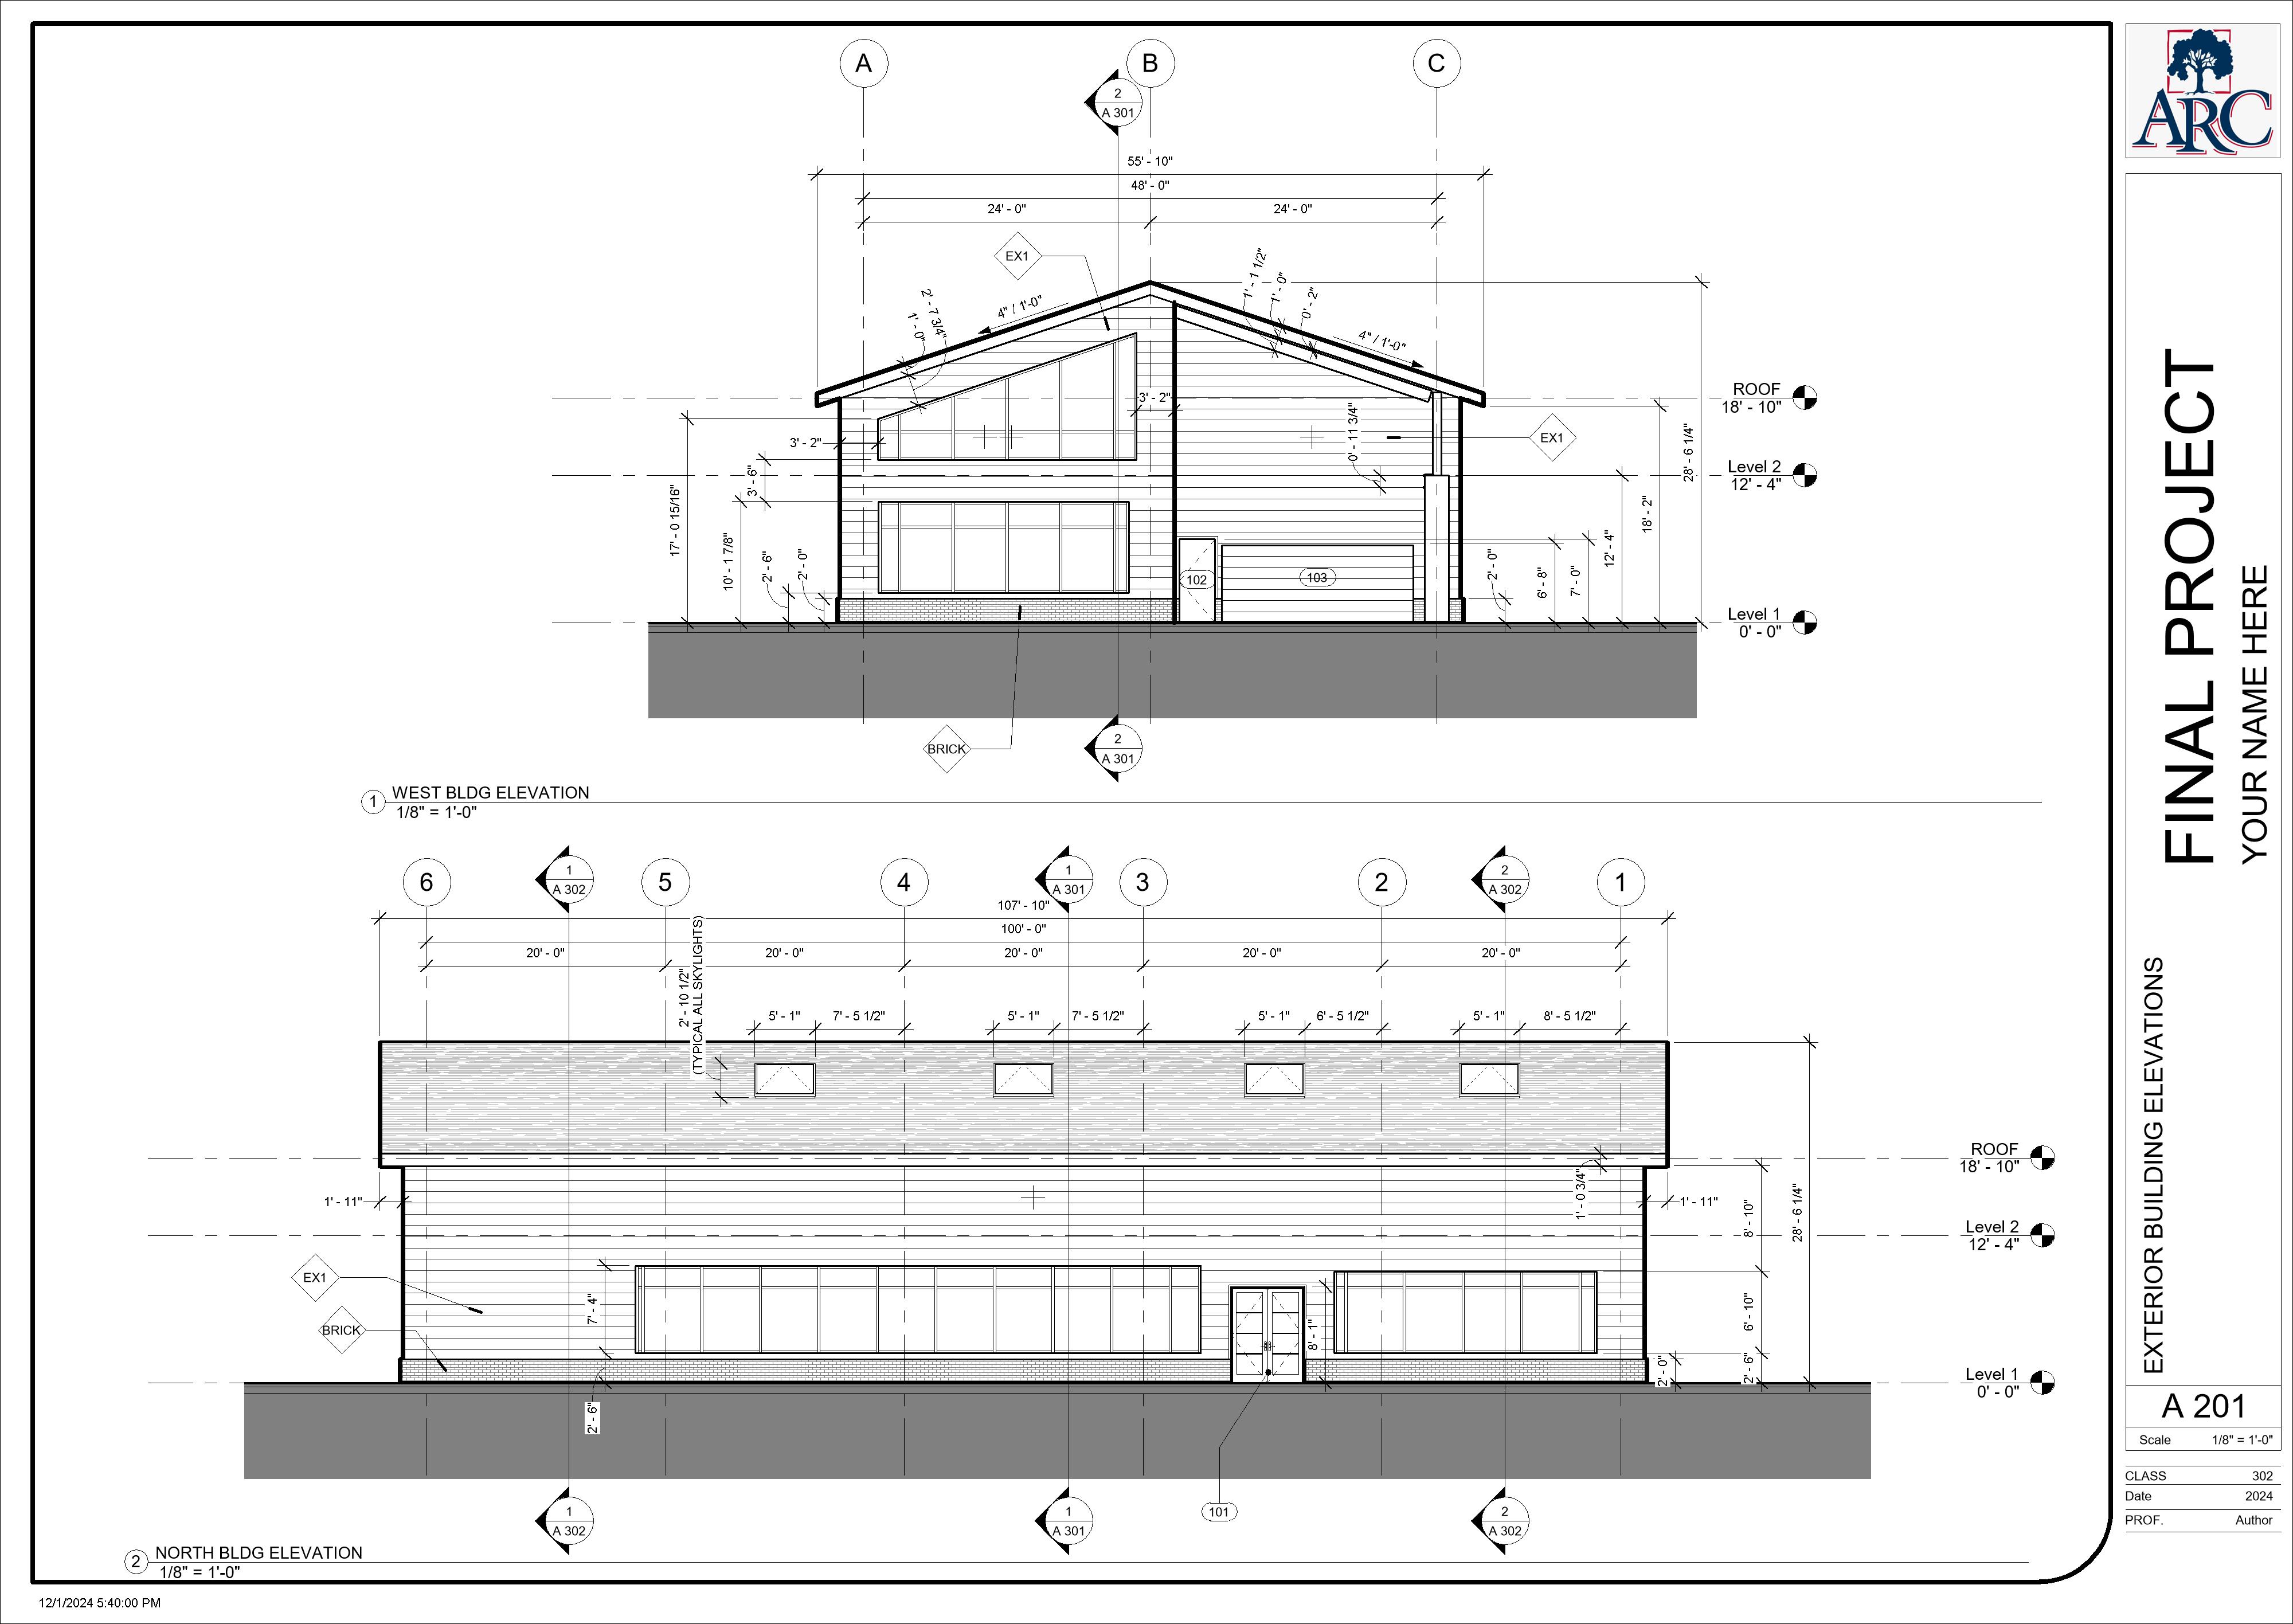 A
B
C
2
A 301
55' - 10"
48' - 0"
24' - 0"
24' - 0"
EX1
4" / 1'-0"
2' - 7 3/4"
1' - 0"
1' - 1 1/2"
1' - 0"
0' - 2"
4" / 1'-0"
3' - 2"
3' - 2"
0' - 11 3/4"
EX1
3' - 6"
17' - 0 15/16"
10' - 1 7/8"
2' - 6"
2' - 0"
102
103
2' - 0"
6' - 8"
7' - 0"
12' - 4"
18' - 2"
28' - 6 1/4"
ROOF
18' - 10"
Level 2
12' - 4"
Level 1
0' - 0"
BRICK
2
A 301
1
WEST BLDG ELEVATION
1/8" = 1'-0"
6
1
A 302
5
4
1
A 301
3
2
2
A 302
1
107' - 10"
100' - 0"
20' - 0"
20' - 0"
20' - 0"
20' - 0"
20' - 0"
2' - 10 1/2"
(TYPICAL ALL SKYLIGHTS)
5' - 1"
7' - 5 1/2"
5' - 1"
7' - 5 1/2"
5' - 1"
6' - 5 1/2"
5' - 1"
8' - 5 1/2"
1' - 11"
1' - 0 3/4"
1' - 11"
8' - 10"
28' - 6 1/4"
ROOF
18' - 10"
Level 2
12' - 4"
Level 1
0' - 0"
EX1
BRICK
7' - 4"
2' - 6"
8' - 1"
6' - 10"
2' - 0"
2' - 6"
101
1
A 302
1
A 301
2
A 302
2
NORTH BLDG ELEVATION
1/8" = 1'-0"
12/1/2024 5:40:00 PM
ARC
FINAL PROJECT
YOUR NAME HERE
EXTERIOR BUILDING ELEVATIONS
A 201
Scale 1/8" = 1'-0"
CLASS 302
Date 2024
PROF. Author